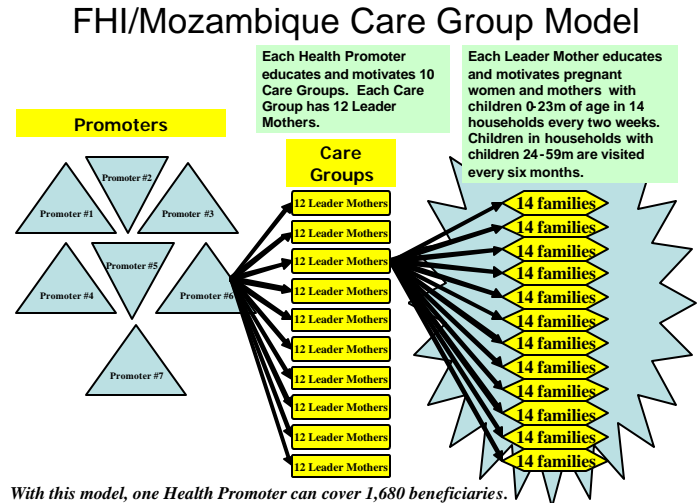 FHI/Mozambique Care Group Model
Each Health Promoter
educates and motivates 10
Care Groups. Each Care
Group has 12 Leader
Mothers.
Each Leader Mother educates
and motivates pregnant
women and mothers with
children 0-23m of age in 14
households every two weeks.
Children in households with
children 24-59m are visited
every six months.
Promoters
Care
Groups
Promoter #1
Promoter #2
Promoter #3
Promoter #4
Promoter #5
Promoter #6
Promoter #7
12 Leader Mothers
12 Leader Mothers
12 Leader Mothers
12 Leader Mothers
12 Leader Mothers
12 Leader Mothers
12 Leader Mothers
12 Leader Mothers
12 Leader Mothers
12 Leader Mothers
14 families
14 families
14 families
14 families
14 families
14 families
14 families
14 families
14 families
14 families
14 families
14 families
With this model, one Health Promoter can cover 1,680 beneficiaries.